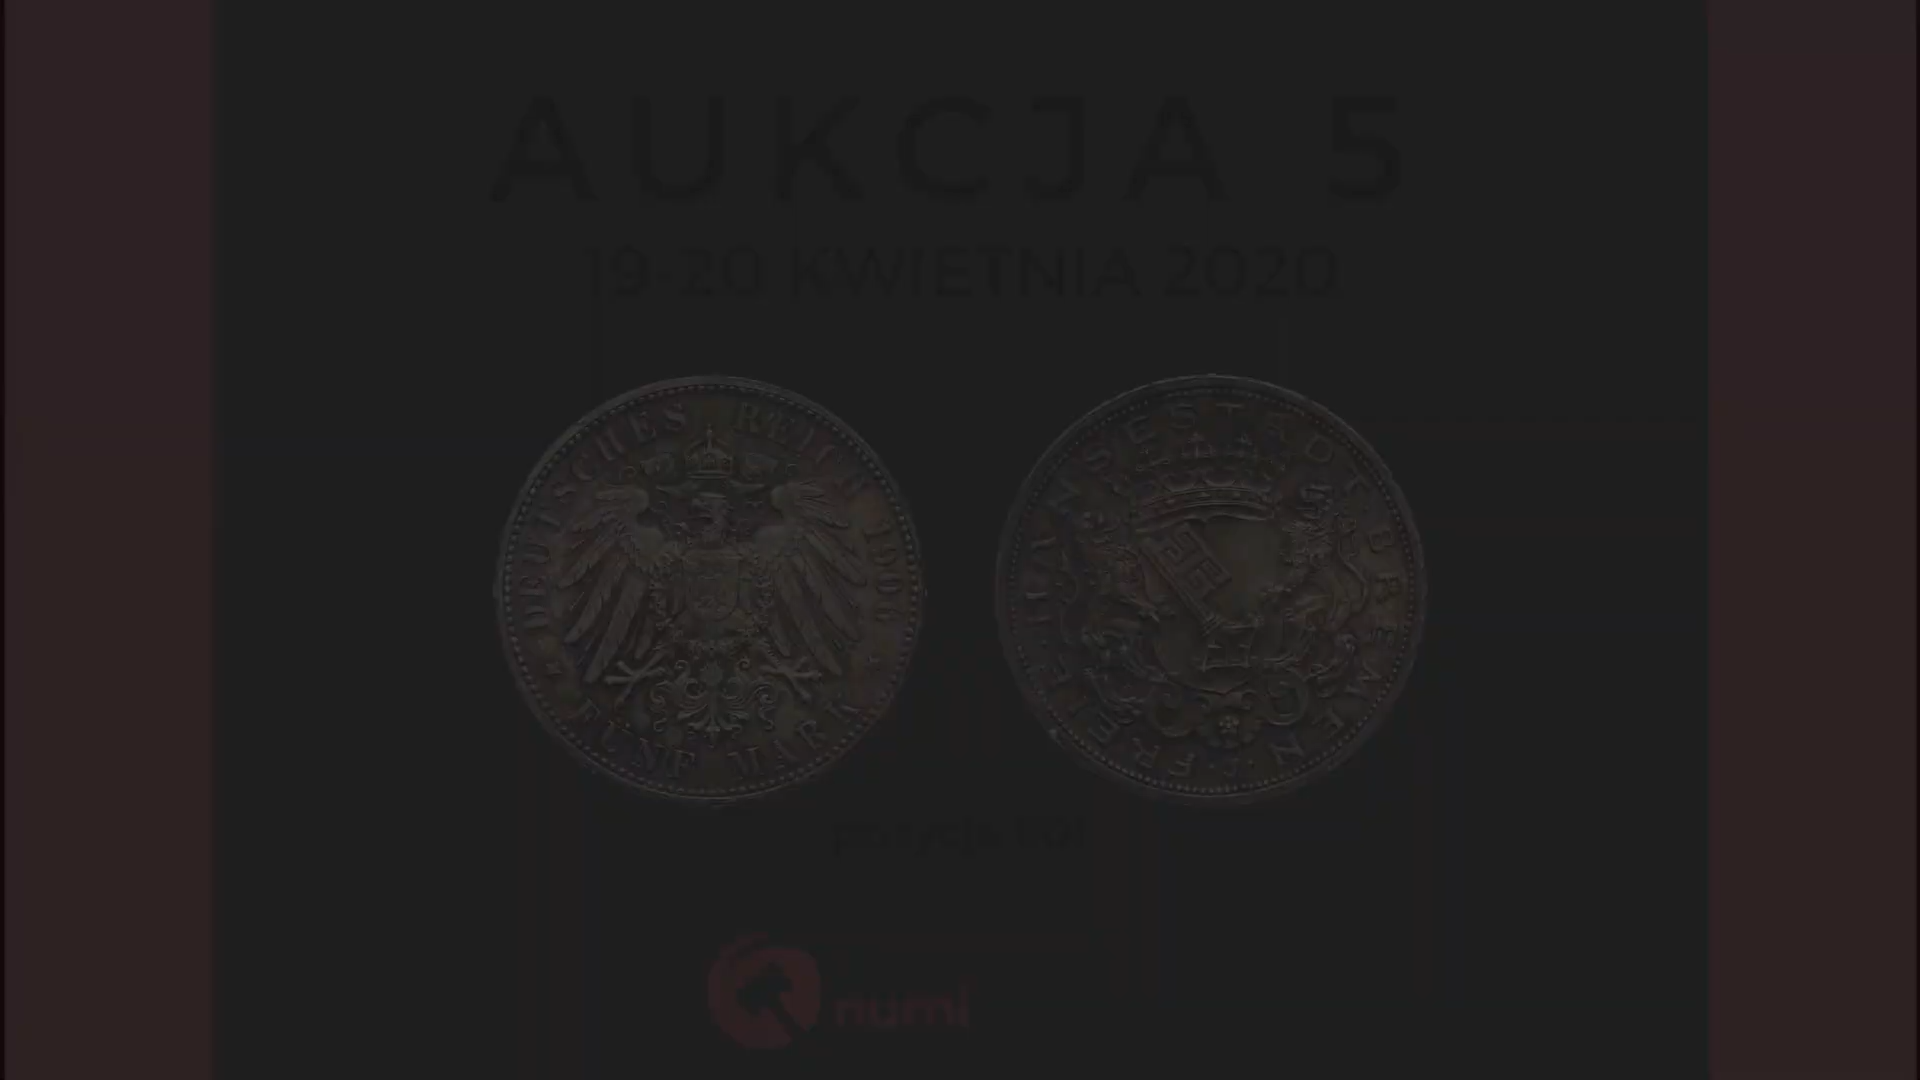 AUKCJA 5
19-20 KWIETNIA 2020
DEUTSCHES REICH 1906
FÜNF MARK
FREIE HANSESTADT BREMEN
numi